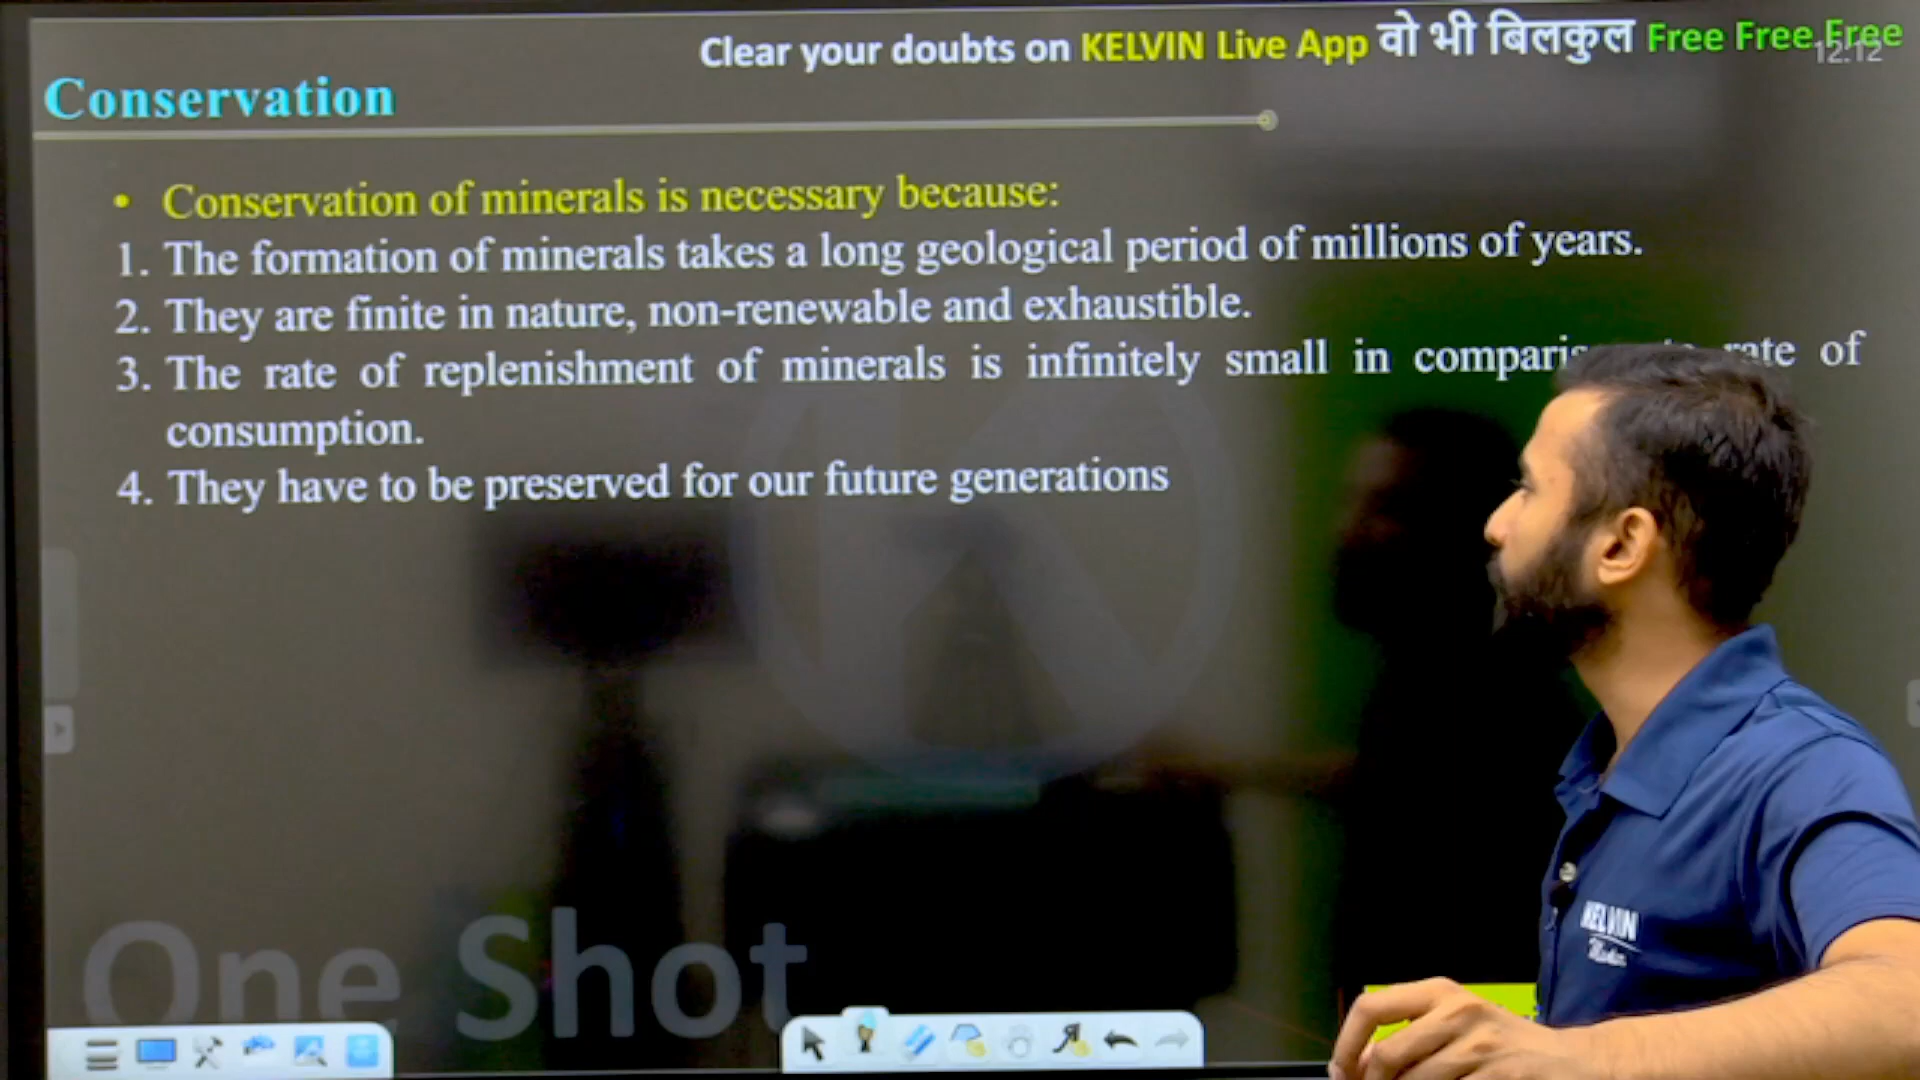 Clear your doubts on KELVIN Live App वो भी बिलकुल Free Free Free
12:12
Conservation
• Conservation of minerals is necessary because:
1. The formation of minerals takes a long geological period of millions of years.
2. They are finite in nature, non-renewable and exhaustible.
3. The rate of replenishment of minerals is infinitely small in rate of
consumption.
4. They have to be preserved for our future generations
One Shot
KELVIN